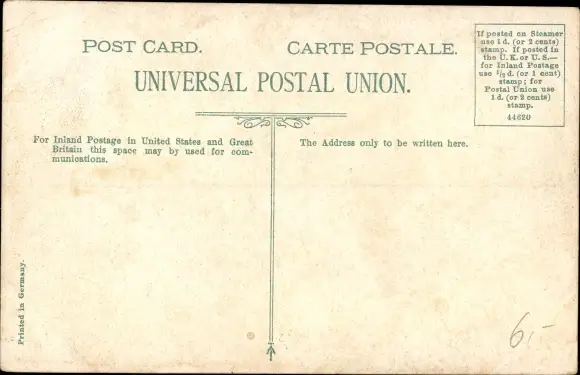 POST CARD. CARTE POSTALE.
UNIVERSAL POSTAL UNION.
If posted on Steamer
use 1d. (or 2 cents)
stamp. If posted in
the U.K. or U.S.—
for Inland Postage
use ½d. (or 1 cent)
stamp; for
Postal Union use
1d. (or 2 cents)
stamp.
44620
For Inland Postage in United States and Great
Britain this space may by used for com-
munications.
The Address only to be written here.
Printed in Germany.
6,-